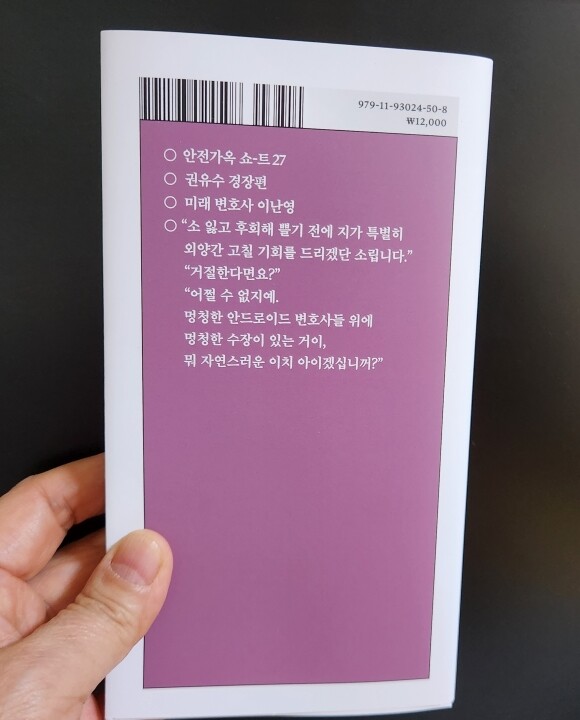 979-11-93024-50-8
₩12,000
○ 안전가옥 쇼-트 27
○ 권유수 경장편
○ 미래 변호사 이난영
○ “소 잃고 후회해 쌓기 전에 지가 특별히
외양간 고칠 기회를 드리겠단 소립니다.”
“거절한다면요?”
“어쩔 수 없지예.
멍청한 안드로이드 변호사들 위에
멍청한 수장이 있는 거이,
뭐 자연스러운 이치 아이겠십니꺼?”